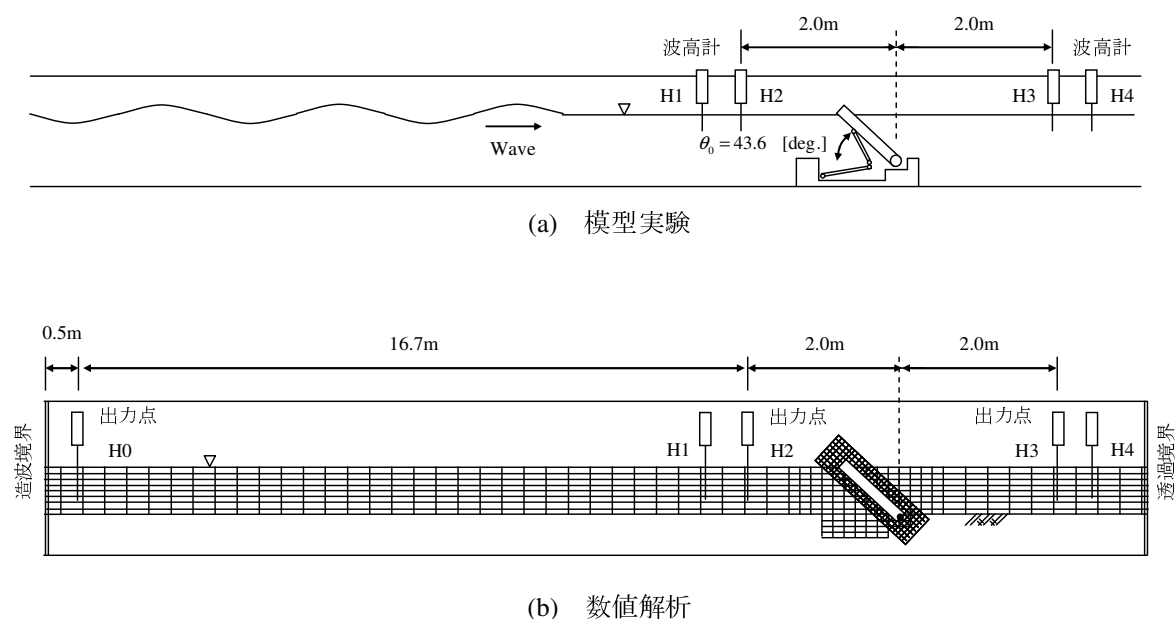 2.0m 2.0m
波高計 波高計
H1 H2 H3 H4
Wave
θ₀ = 43.6 [deg.]
(a) 模型実験
0.5m 16.7m 2.0m 2.0m
造波境界
出力点 出力点 出力点
H0 H1 H2 H3 H4
透過境界
(b) 数値解析